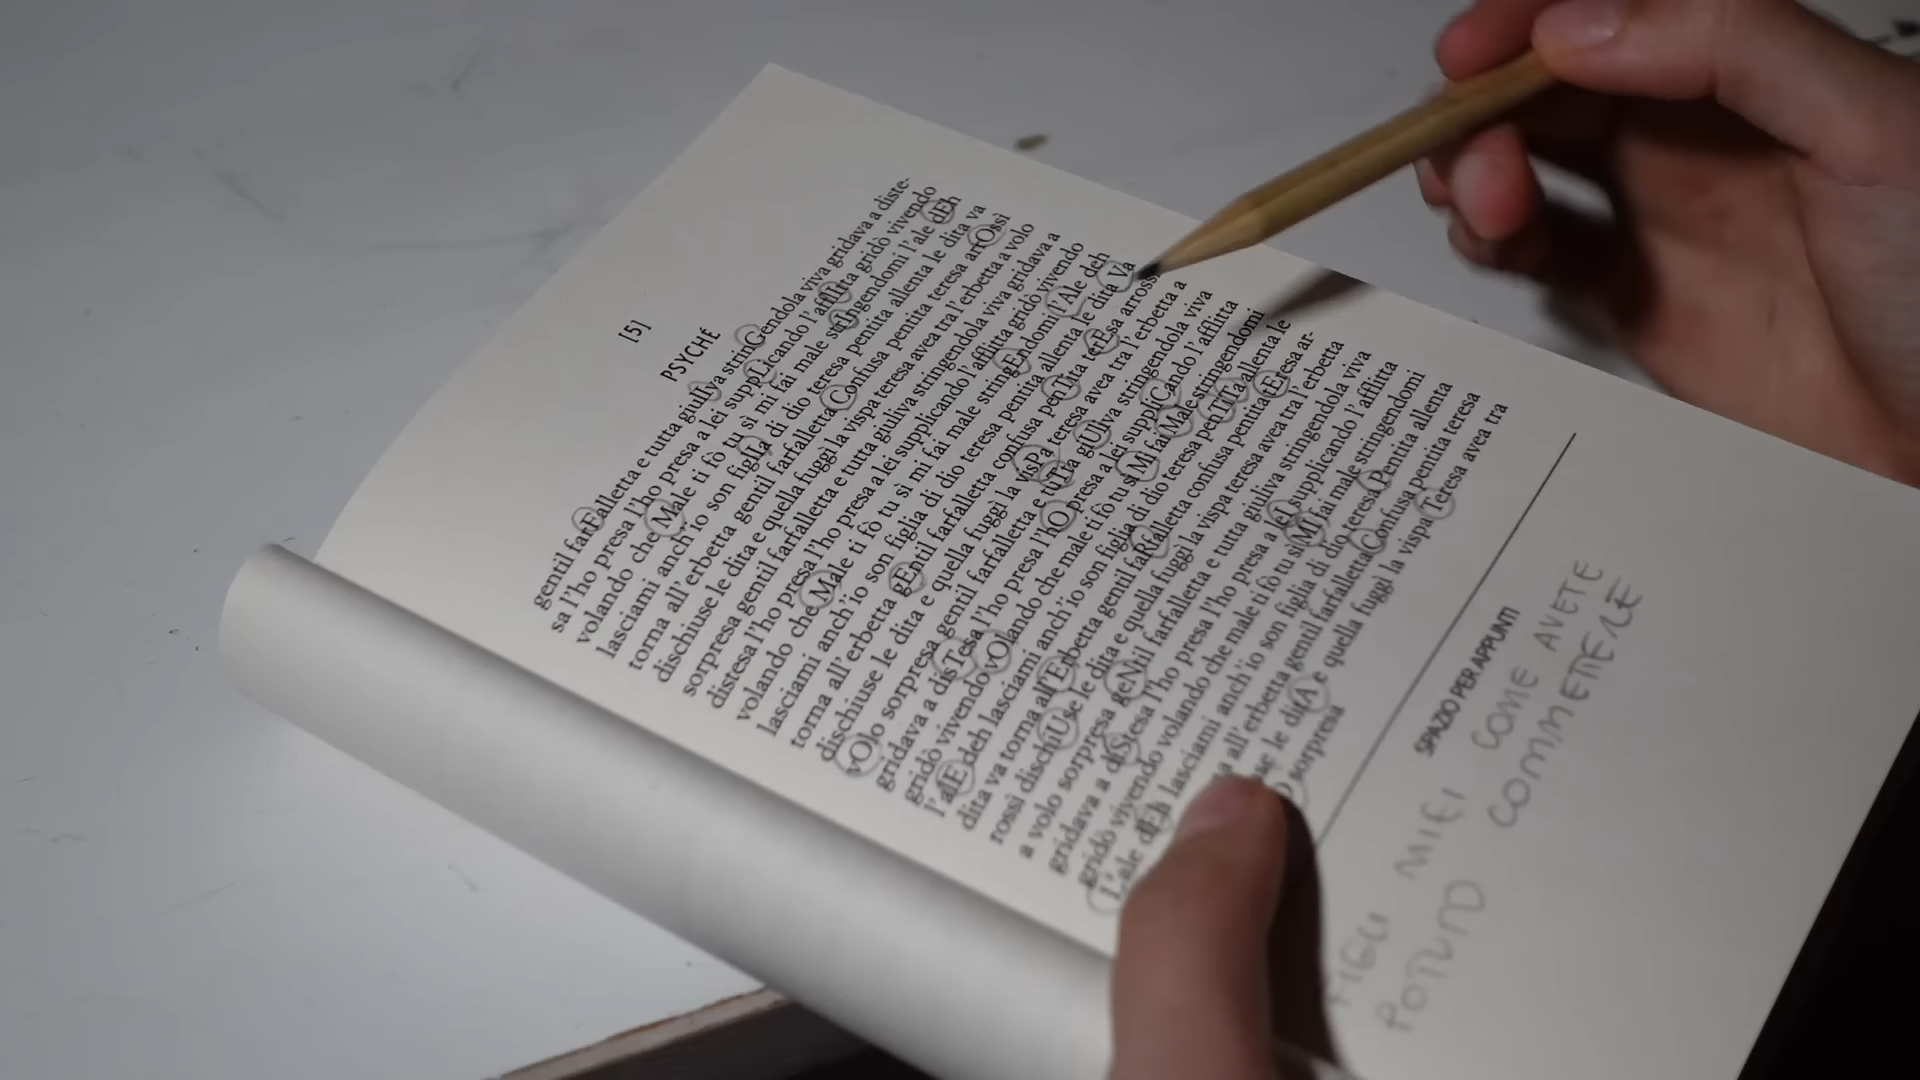 [5]
PSYCHÉ
gentil farFalletta e tutta giulIva strinGendola viva gridava a diste-
sa l'ho presa l'ho presa a lei suppLicando l'afflItta gridò vivendo
volando che Male ti fò tu sì mi fai male strIngendomi l'ale dEh
lasciami anch'io son figlIa di dio teresa pentita allenta le dita va
torna all'erbetta gentil farfalletta Confusa pentita teresa arrOssì
dischiuse le dita e quella fuggì la vispa teresa avea tra l'erbetta a volo
sorpresa gentil farfalletta e tutta giuliva stringendola viva gridava a
distesa l'ho presa l'ho presa a lei supplicando l'afflitta gridò vivendo
volando che Male ti fò tu sì mi fai male stringEndomi l'Ale deh
lasciami anch'io son figlia di dio teresa pentita allenta le dita Va
torna all'erbetta gEntil farfalletta confusa penTita terEsa arross
dischiuse le dita e quella fuggì la visPa teresa avea tra l'erbetta a
vOlo sorpresa gentil farfalletta e tuTta giUliva stringendola viva
gridava a disTesa l'ho presa l'hO presa a lei suppliCando l'afflitta
gridò vivendo vOlando che male ti fò tu sì Mi fai Male stringendomi
l'alE deh lasciami anch'io son figlia di dio teresa penTiTa allenta le
dita va torna all'Erbetta gentil faRfalletta confusa pentita tEresa ar-
rossì dischiUse le dita e quella fuggì la vispa teresa avea tra l'erbetta
a volo sorpresa geNtil farfalletta e tutta giuliva stringendola viva
gridava a diStesa l'ho presa l'ho presa a leI supplicando l'afflitta
gridò vivendo volando che male ti fò tu sì MI fai male stringendomi
L'ale dEh lasciami anch'io son figlia di dio teresa Pentita allenta
all'erbetta gentil farfalletta Confusa pentita teresa
le ditA e quella fuggì la vispa Teresa avea tra
sorpresa
SPAZIO PER APPUNTI
FIGLI MIEI COME AVETE
POTUTO COMMETTERE